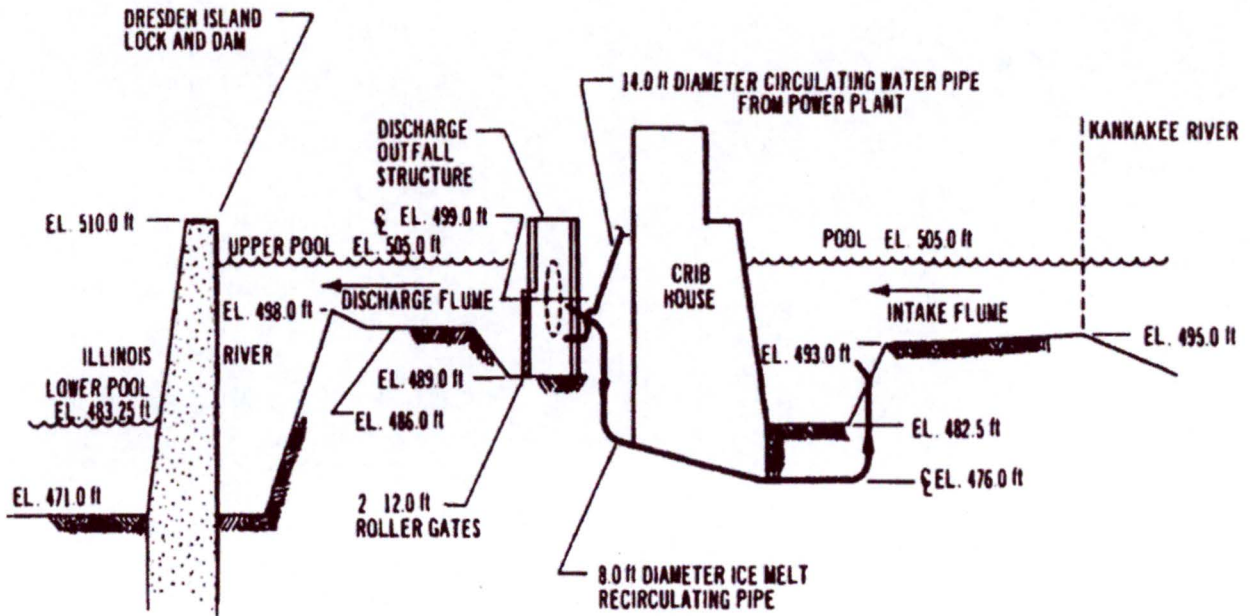 DRESDEN ISLAND
LOCK AND DAM
14.0 ft DIAMETER CIRCULATING WATER PIPE
FROM POWER PLANT
DISCHARGE
OUTFALL
STRUCTURE
KANKAKEE RIVER
℄ EL. 499.0 ft
EL. 510.0 ft
UPPER POOL EL. 505.0 ft
POOL EL. 505.0 ft
CRIB
HOUSE
DISCHARGE FLUME
INTAKE FLUME
EL. 498.0 ft
EL. 495.0 ft
EL. 493.0 ft
ILLINOIS
RIVER
LOWER POOL
EL. 483.25 ft
EL. 489.0 ft
EL. 486.0 ft
EL. 482.5 ft
℄ EL. 476.0 ft
EL. 471.0 ft
2 12.0 ft
ROLLER GATES
8.0 ft DIAMETER ICE MELT
RECIRCULATING PIPE